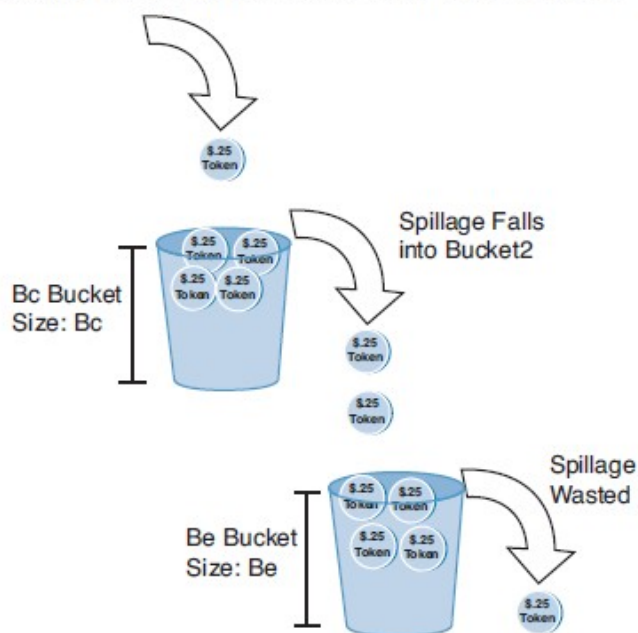 $.25
Token
Spillage Falls
into Bucket2
$.25
Token
$.25
Token
$.25
Token
$.25
Token
Bc Bucket
Size: Bc
$.25
Token
$.25
Token
Spillage
Wasted
$.25
Token
$.25
Token
$.25
Token
$.25
Token
Be Bucket
Size: Be
$.25
Token